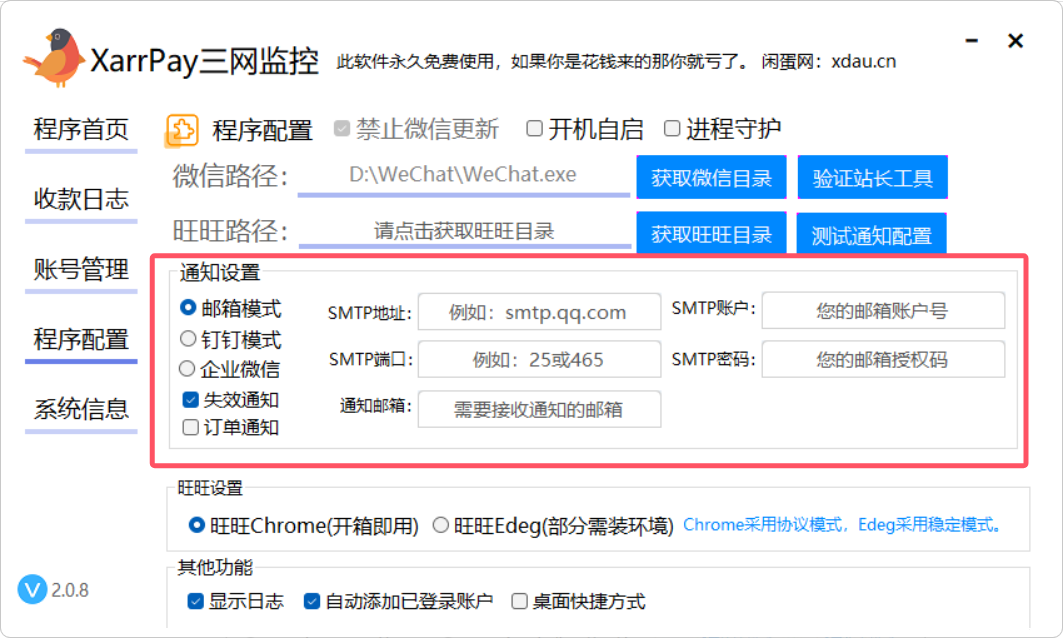 XarrPay三网监控 此软件永久免费使用，如果你是花钱来的那你就亏了。 闲蛋网：xdau.cn
程序首页
收款日志
账号管理
程序配置
系统信息
V 2.0.8
程序配置 禁止微信更新 开机自启 进程守护
微信路径： D:\WeChat\WeChat.exe 获取微信目录 验证站长工具
旺旺路径： 请点击获取旺旺目录 获取旺旺目录 测试通知配置
通知设置
邮箱模式 SMTP地址: 例如：smtp.qq.com SMTP账户: 您的邮箱账户号
钉钉模式
SMTP端口: 例如：25或465 SMTP密码: 您的邮箱授权码
企业微信
失效通知 通知邮箱: 需要接收通知的邮箱
订单通知
旺旺设置
旺旺Chrome(开箱即用) 旺旺Edeg(部分需装环境) Chrome采用协议模式，Edeg采用稳定模式。
其他功能
显示日志 自动添加已登录账户 桌面快捷方式